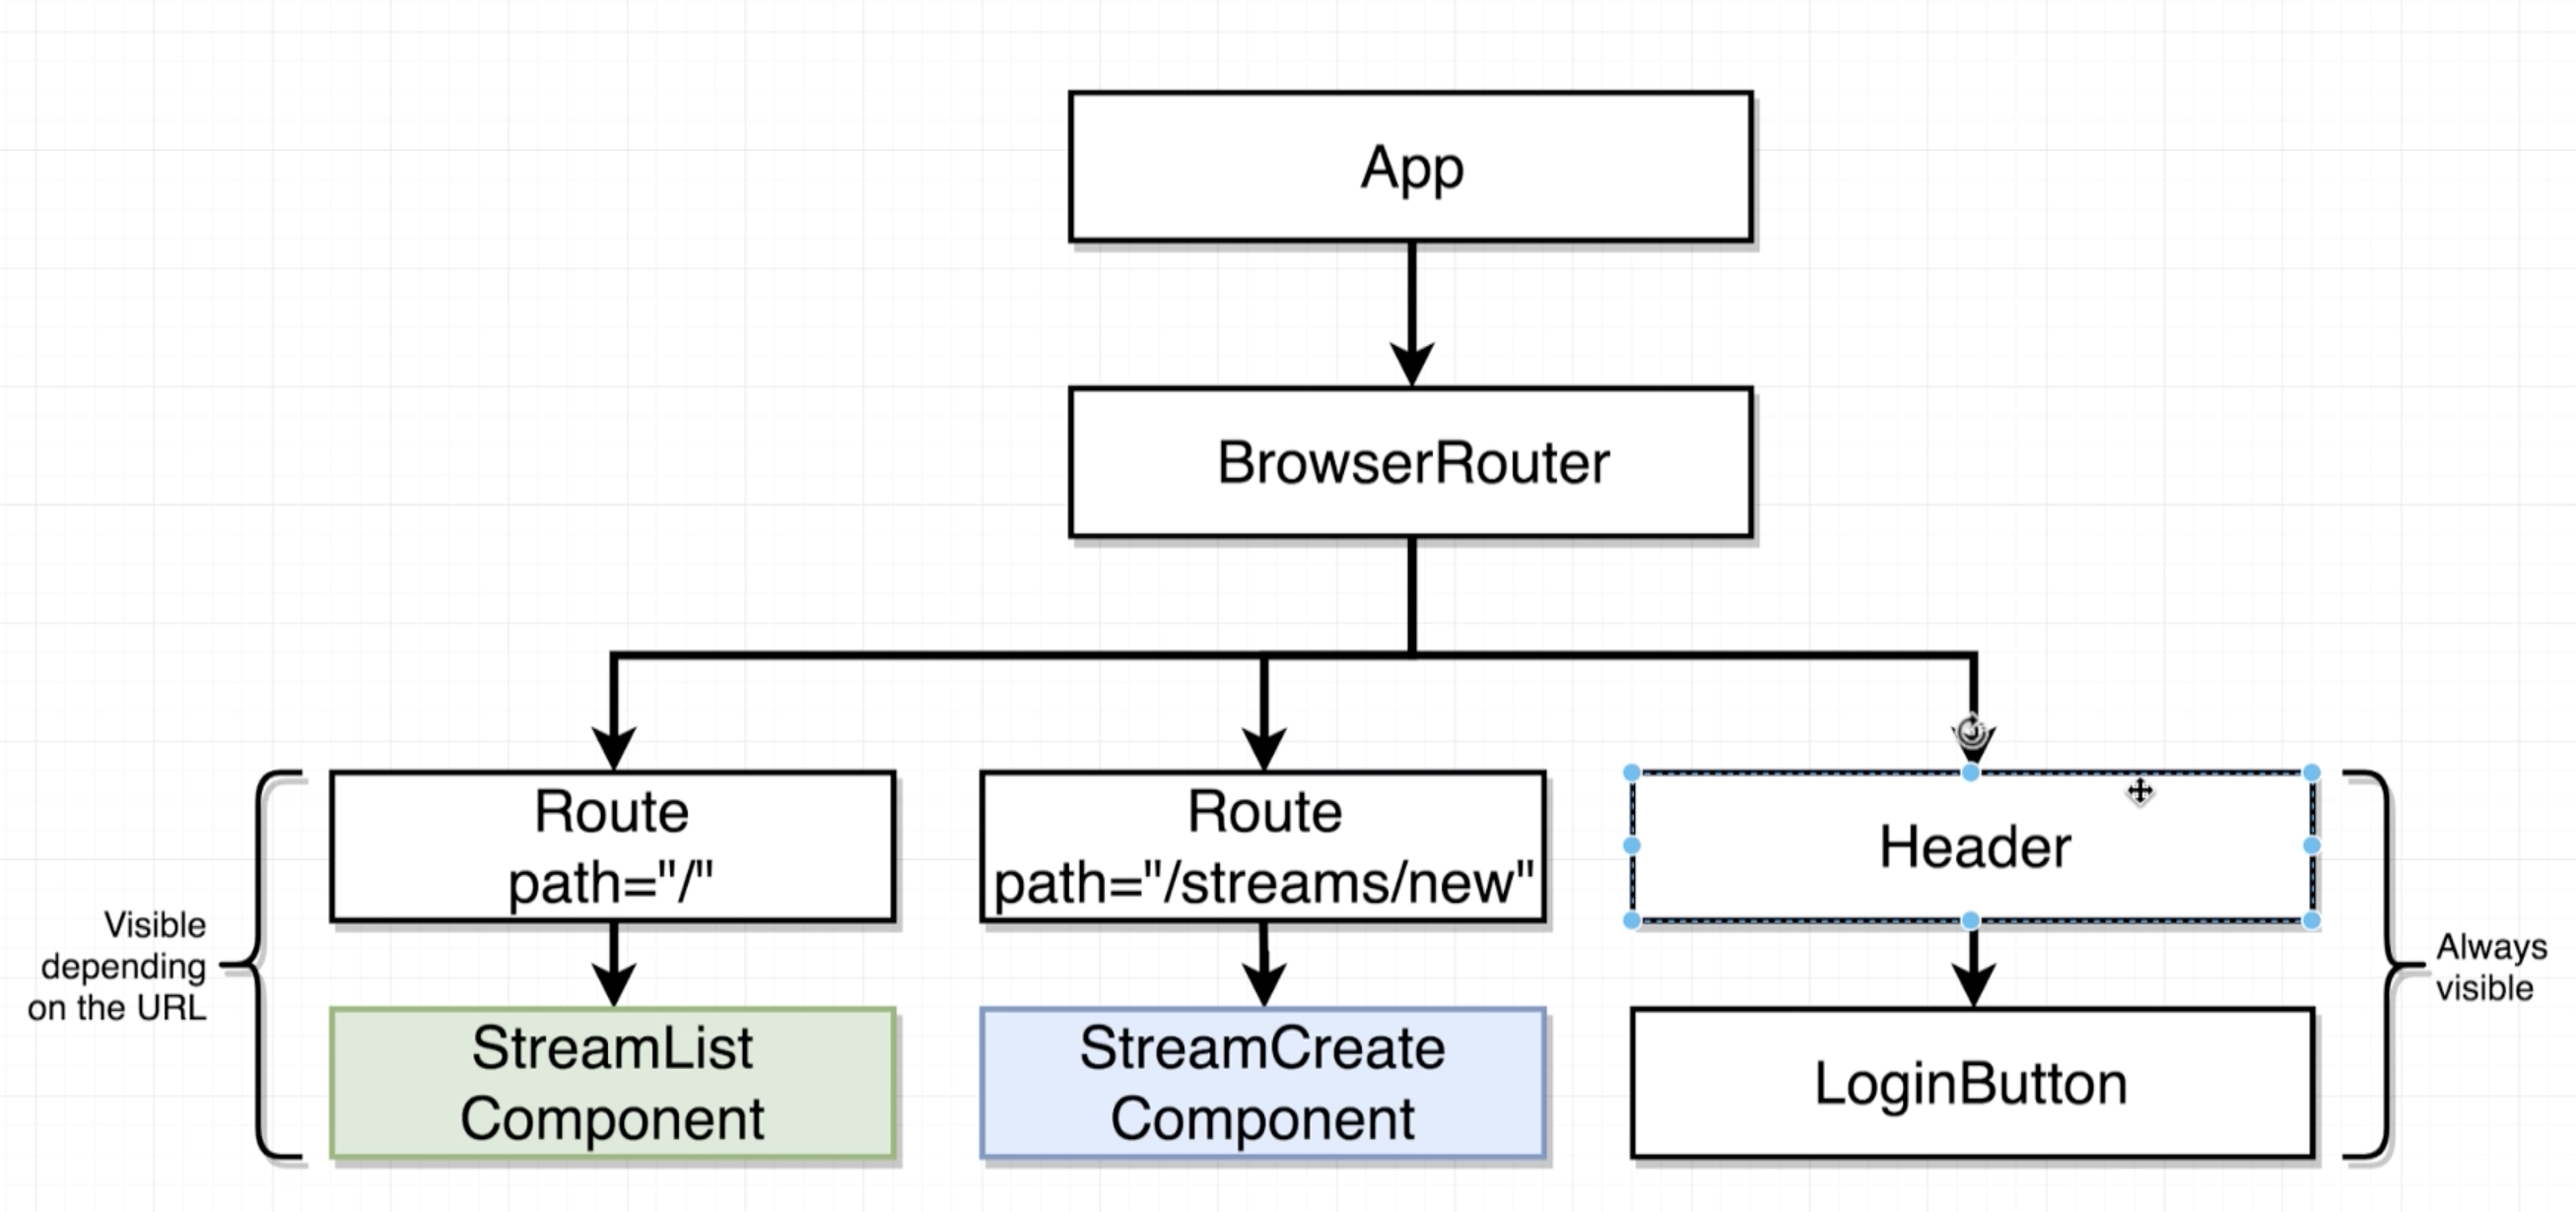 App
BrowserRouter
Route
path="/"
Route
path="/streams/new"
Header
Visible
depending
on the URL
Always
visible
StreamList
Component
StreamCreate
Component
LoginButton